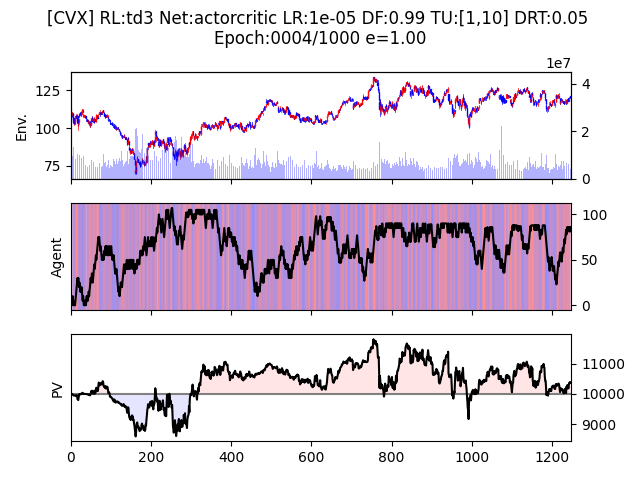 [CVX] RL:td3 Net:actorcritic LR:1e-05 DF:0.99 TU:[1,10] DRT:0.05
Epoch:0004/1000 e=1.00
1e7
125
100
75
Env.
4
2
0
Agent
100
50
0
PV
11000
10000
9000
0 200 400 600 800 1000 1200